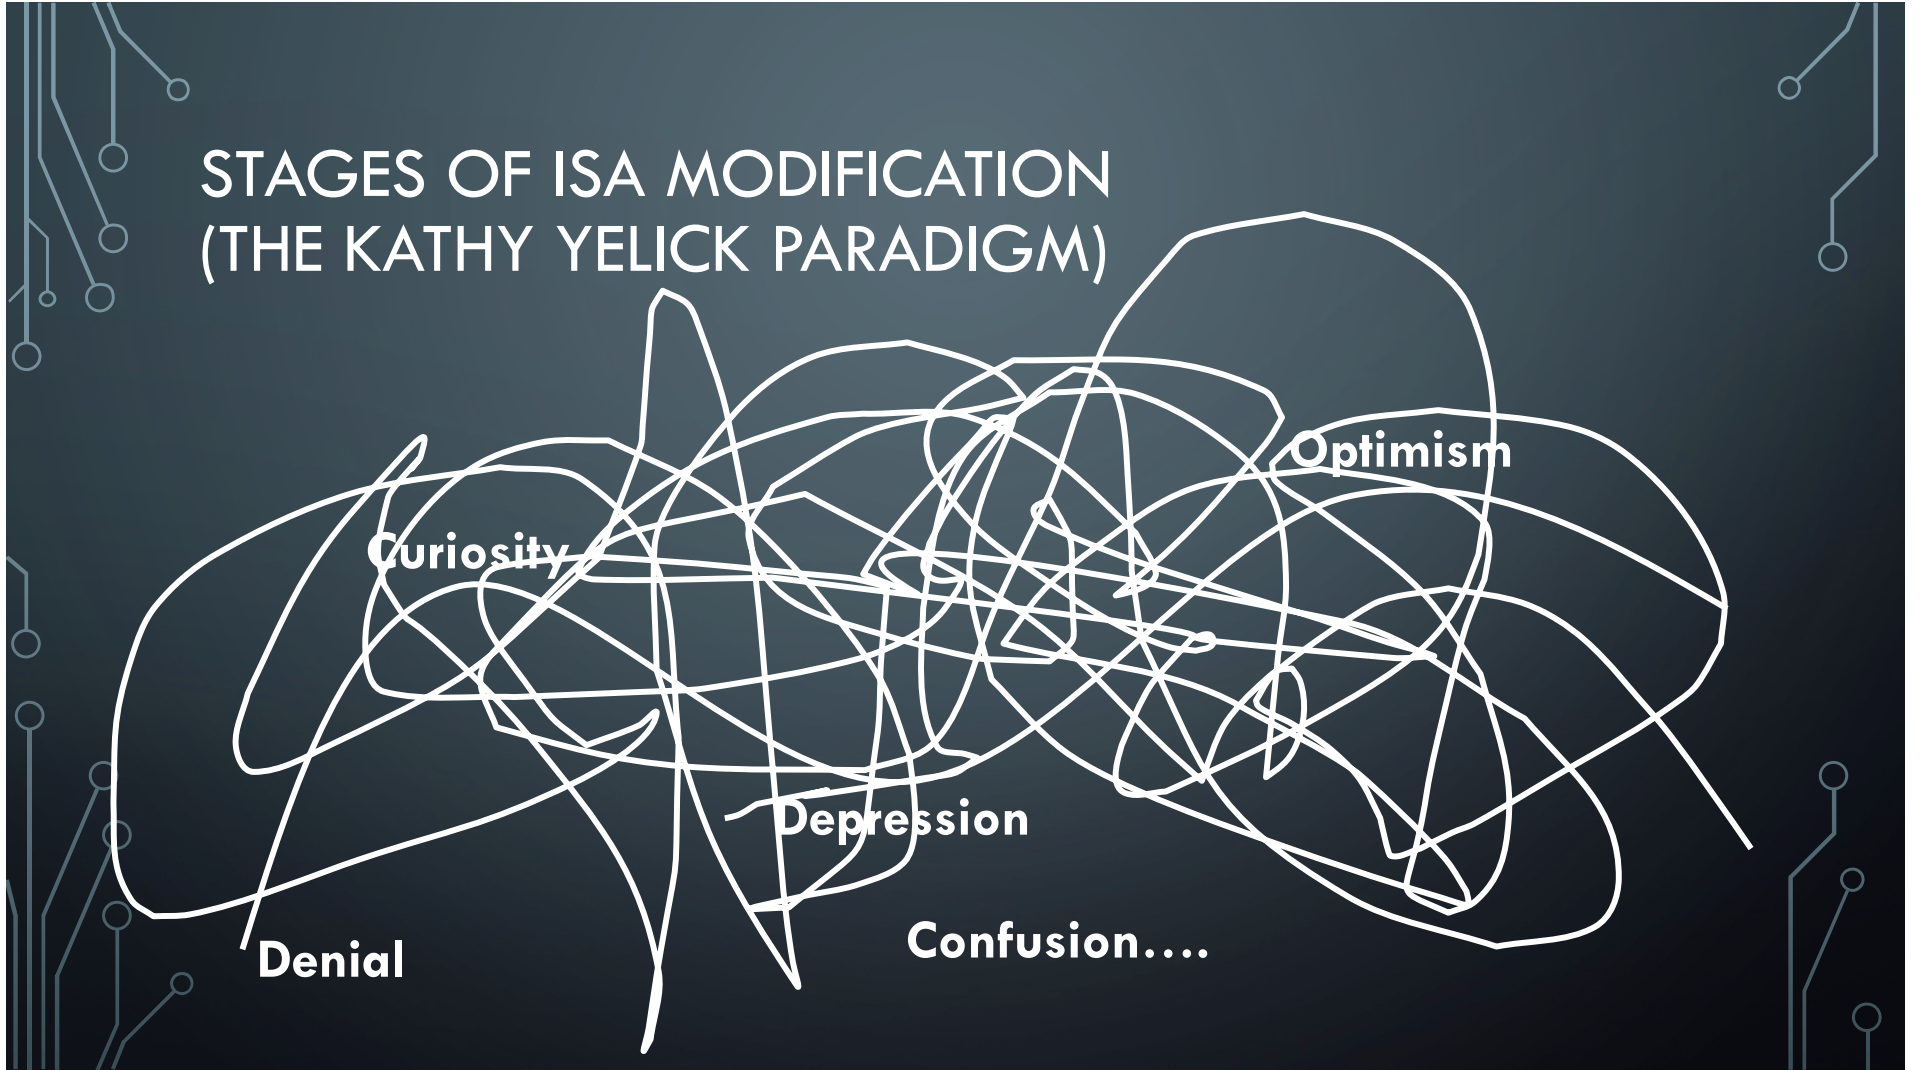 STAGES OF ISA MODIFICATION
(THE KATHY YELICK PARADIGM)
Optimism
Curiosity
Depression
Confusion....
Denial